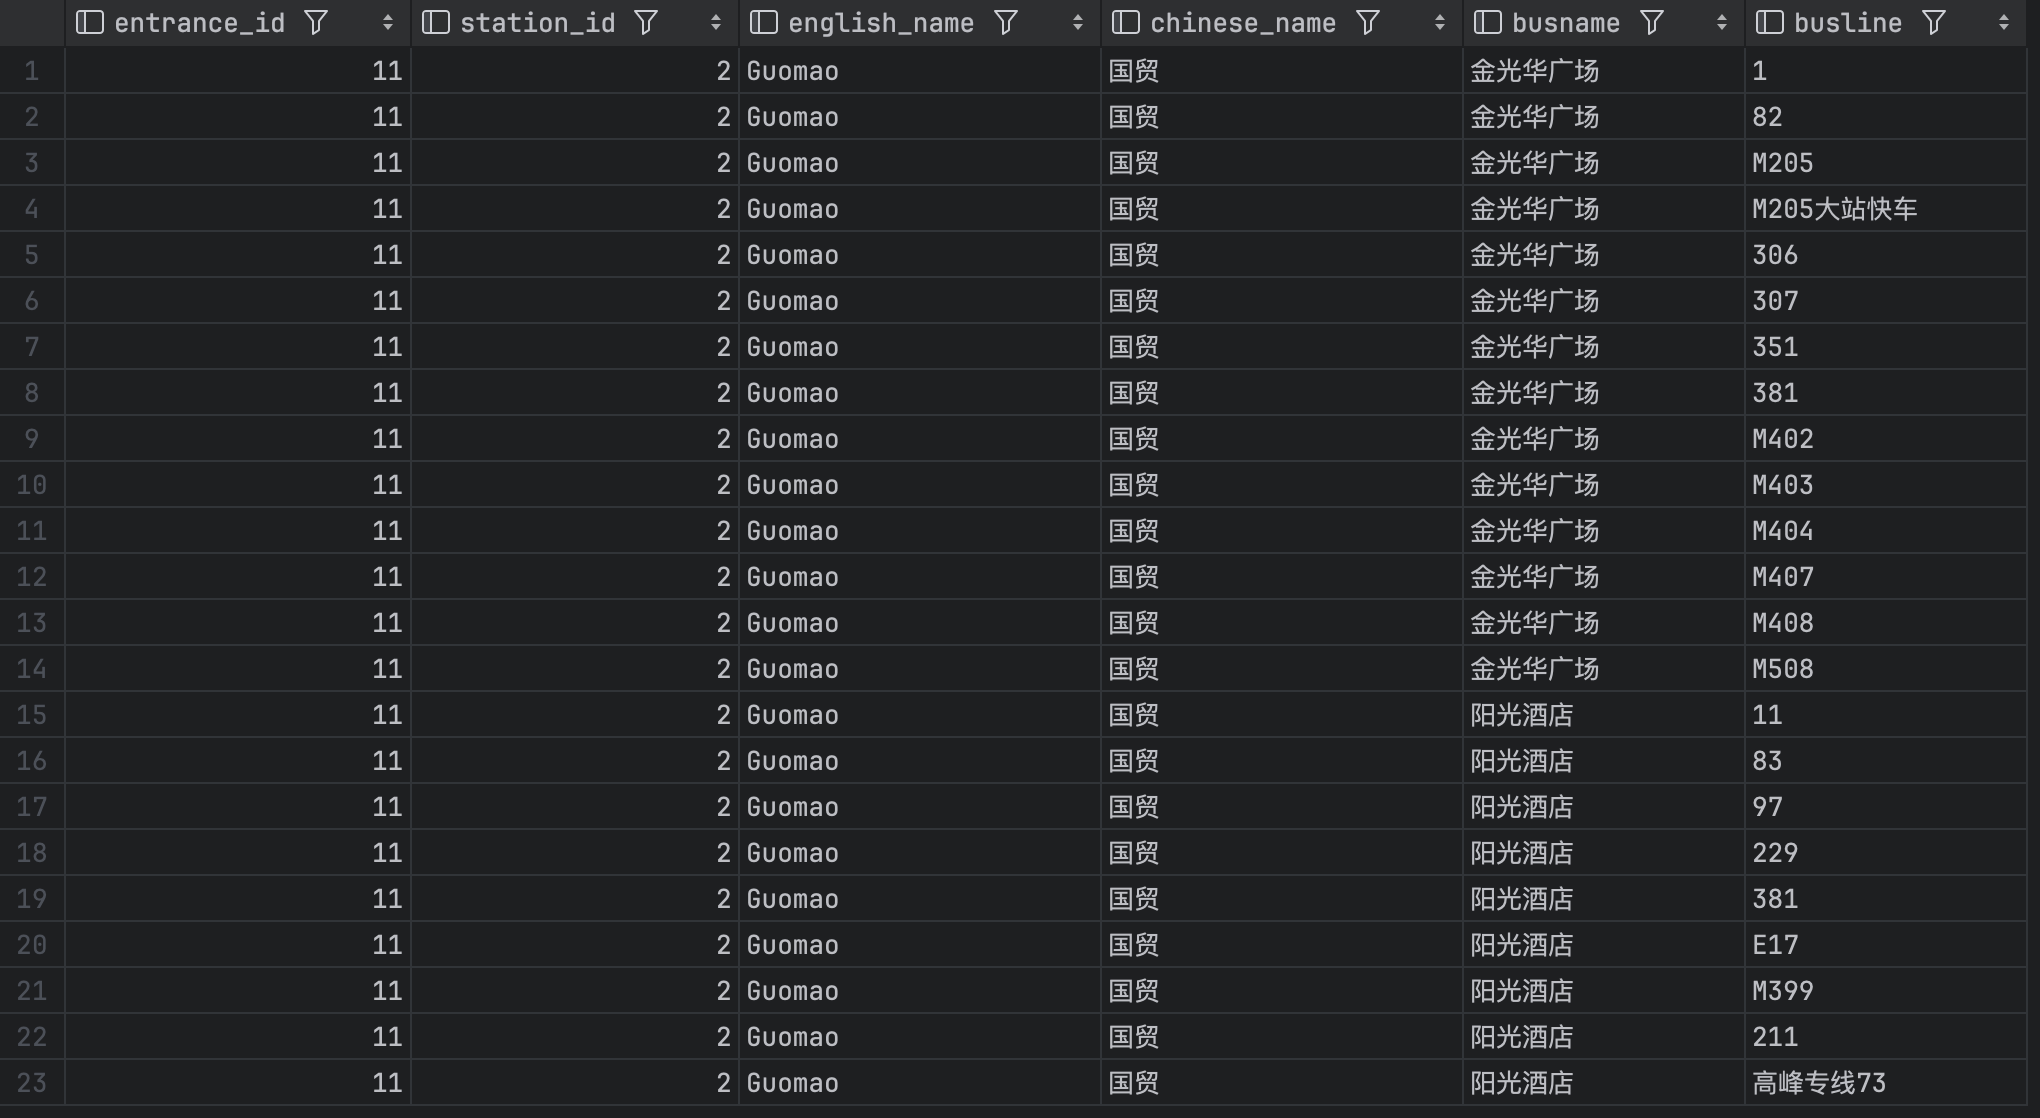 entrance_id station_id english_name chinese_name busname busline
1 11 2 Guomao 国贸 金光华广场 1
2 11 2 Guomao 国贸 金光华广场 82
3 11 2 Guomao 国贸 金光华广场 M205
4 11 2 Guomao 国贸 金光华广场 M205大站快车
5 11 2 Guomao 国贸 金光华广场 306
6 11 2 Guomao 国贸 金光华广场 307
7 11 2 Guomao 国贸 金光华广场 351
8 11 2 Guomao 国贸 金光华广场 381
9 11 2 Guomao 国贸 金光华广场 M402
10 11 2 Guomao 国贸 金光华广场 M403
11 11 2 Guomao 国贸 金光华广场 M404
12 11 2 Guomao 国贸 金光华广场 M407
13 11 2 Guomao 国贸 金光华广场 M408
14 11 2 Guomao 国贸 金光华广场 M508
15 11 2 Guomao 国贸 阳光酒店 11
16 11 2 Guomao 国贸 阳光酒店 83
17 11 2 Guomao 国贸 阳光酒店 97
18 11 2 Guomao 国贸 阳光酒店 229
19 11 2 Guomao 国贸 阳光酒店 381
20 11 2 Guomao 国贸 阳光酒店 E17
21 11 2 Guomao 国贸 阳光酒店 M399
22 11 2 Guomao 国贸 阳光酒店 211
23 11 2 Guomao 国贸 阳光酒店 高峰专线73